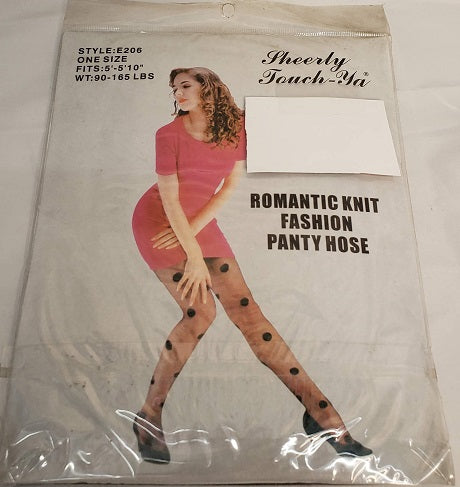 STYLE:E206
ONE SIZE
FITS:5'-5'10"
WT:90-165 LBS
Sheerly
Touch-Ya®
ROMANTIC KNIT
FASHION
PANTY HOSE